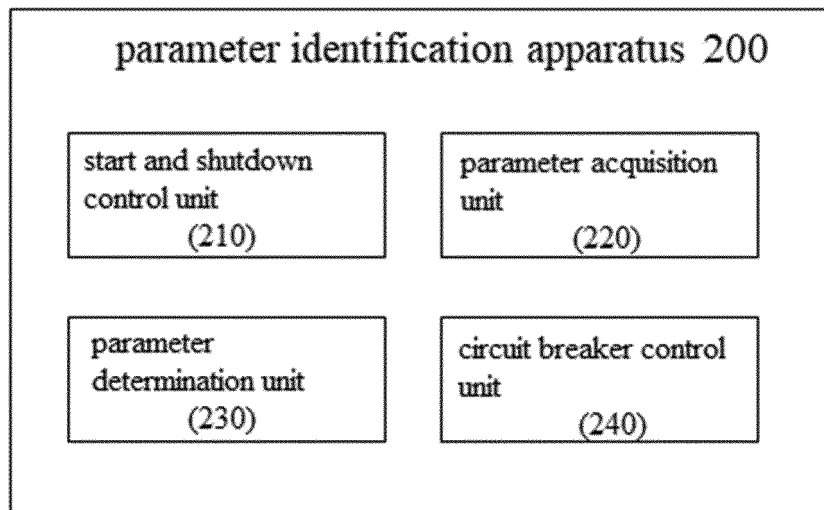 parameter identification apparatus 200
start and shutdown
control unit
(210)
parameter acquisition
unit
(220)
parameter
determination unit
(230)
circuit breaker control
unit
(240)